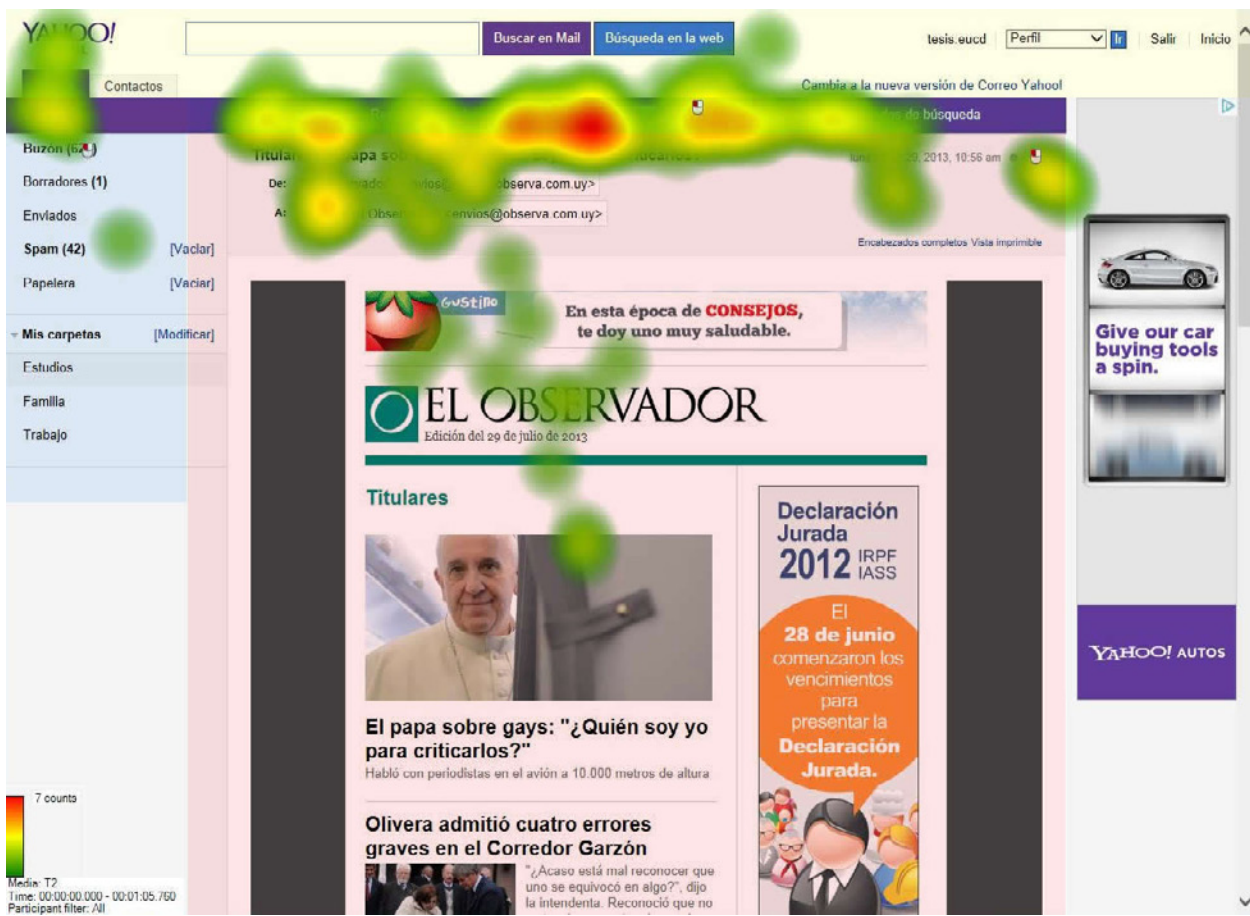 YAHOO!
Buscar en Mail
Búsqueda en la web
tesis.eucd
Perfil
Ir
Salir
Inicio
Contactos
Cambia a la nueva versión de Correo Yahoo!
de búsqueda
Buzón
Titulares
papa sob
2013, 10:56 am
Borradores (1)
De:
observa.com.uy>
Enviados
A:
Obser
envios@observa.com.uy>
Spam (42)
[Vaciar]
Encabezados completos Vista imprimible
Papelera
[Vaciar]
Mis carpetas
[Modificar]
Estudios
Familia
Trabajo
GuStino
En esta época de CONSEJOS,
te doy uno muy saludable.
EL OBSERVADOR
Edición del 29 de julio de 2013
Titulares
El papa sobre gays: "¿Quién soy yo
para criticarlos?"
Habló con periodistas en el avión a 10.000 metros de altura
Olivera admitió cuatro errores
graves en el Corredor Garzón
"¿Acaso está mal reconocer que
uno se equivocó en algo?", dijo
la intendenta. Reconoció que no
Declaración
Jurada
2012 IRPF
IASS
El
28 de junio
comenzaron los
vencimientos
para
presentar la
Declaración
Jurada.
Give our car
buying tools
a spin.
YAHOO! AUTOS
7 counts
Media: T2
Time: 00:00:00.000 - 00:01:05.760
Participant filter: All